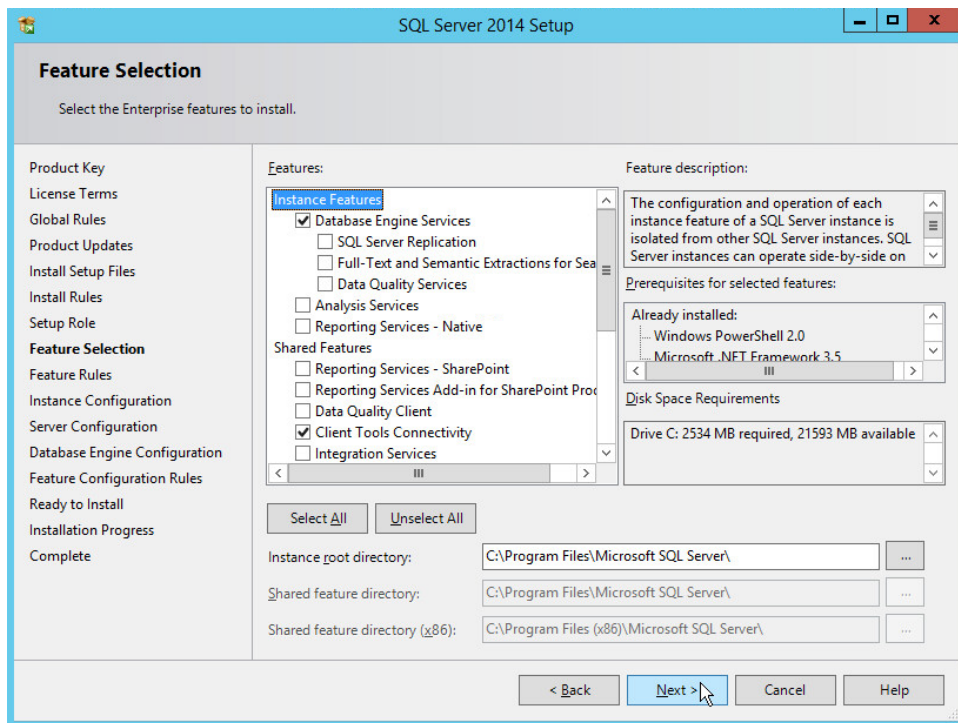 SQL Server 2014 Setup
Feature Selection
Select the Enterprise features to install.
Product Key
License Terms
Global Rules
Product Updates
Install Setup Files
Install Rules
Setup Role
Feature Selection
Feature Rules
Instance Configuration
Server Configuration
Database Engine Configuration
Feature Configuration Rules
Ready to Install
Installation Progress
Complete
Features:
Instance Features
Database Engine Services
SQL Server Replication
Full-Text and Semantic Extractions for Sea
Data Quality Services
Analysis Services
Reporting Services - Native
Shared Features
Reporting Services - SharePoint
Reporting Services Add-in for SharePoint Prod
Data Quality Client
Client Tools Connectivity
Integration Services
Select All
Unselect All
Feature description:
The configuration and operation of each
instance feature of a SQL Server instance is
isolated from other SQL Server instances. SQL
Server instances can operate side-by-side on
Prerequisites for selected features:
Already installed:
Windows PowerShell 2.0
Microsoft .NET Framework 3.5
Disk Space Requirements
Drive C: 2534 MB required, 21593 MB available
Instance root directory:
C:\Program Files\Microsoft SQL Server\
...
Shared feature directory:
C:\Program Files\Microsoft SQL Server\
...
Shared feature directory (x86):
C:\Program Files (x86)\Microsoft SQL Server\
...
< Back
Next >
Cancel
Help